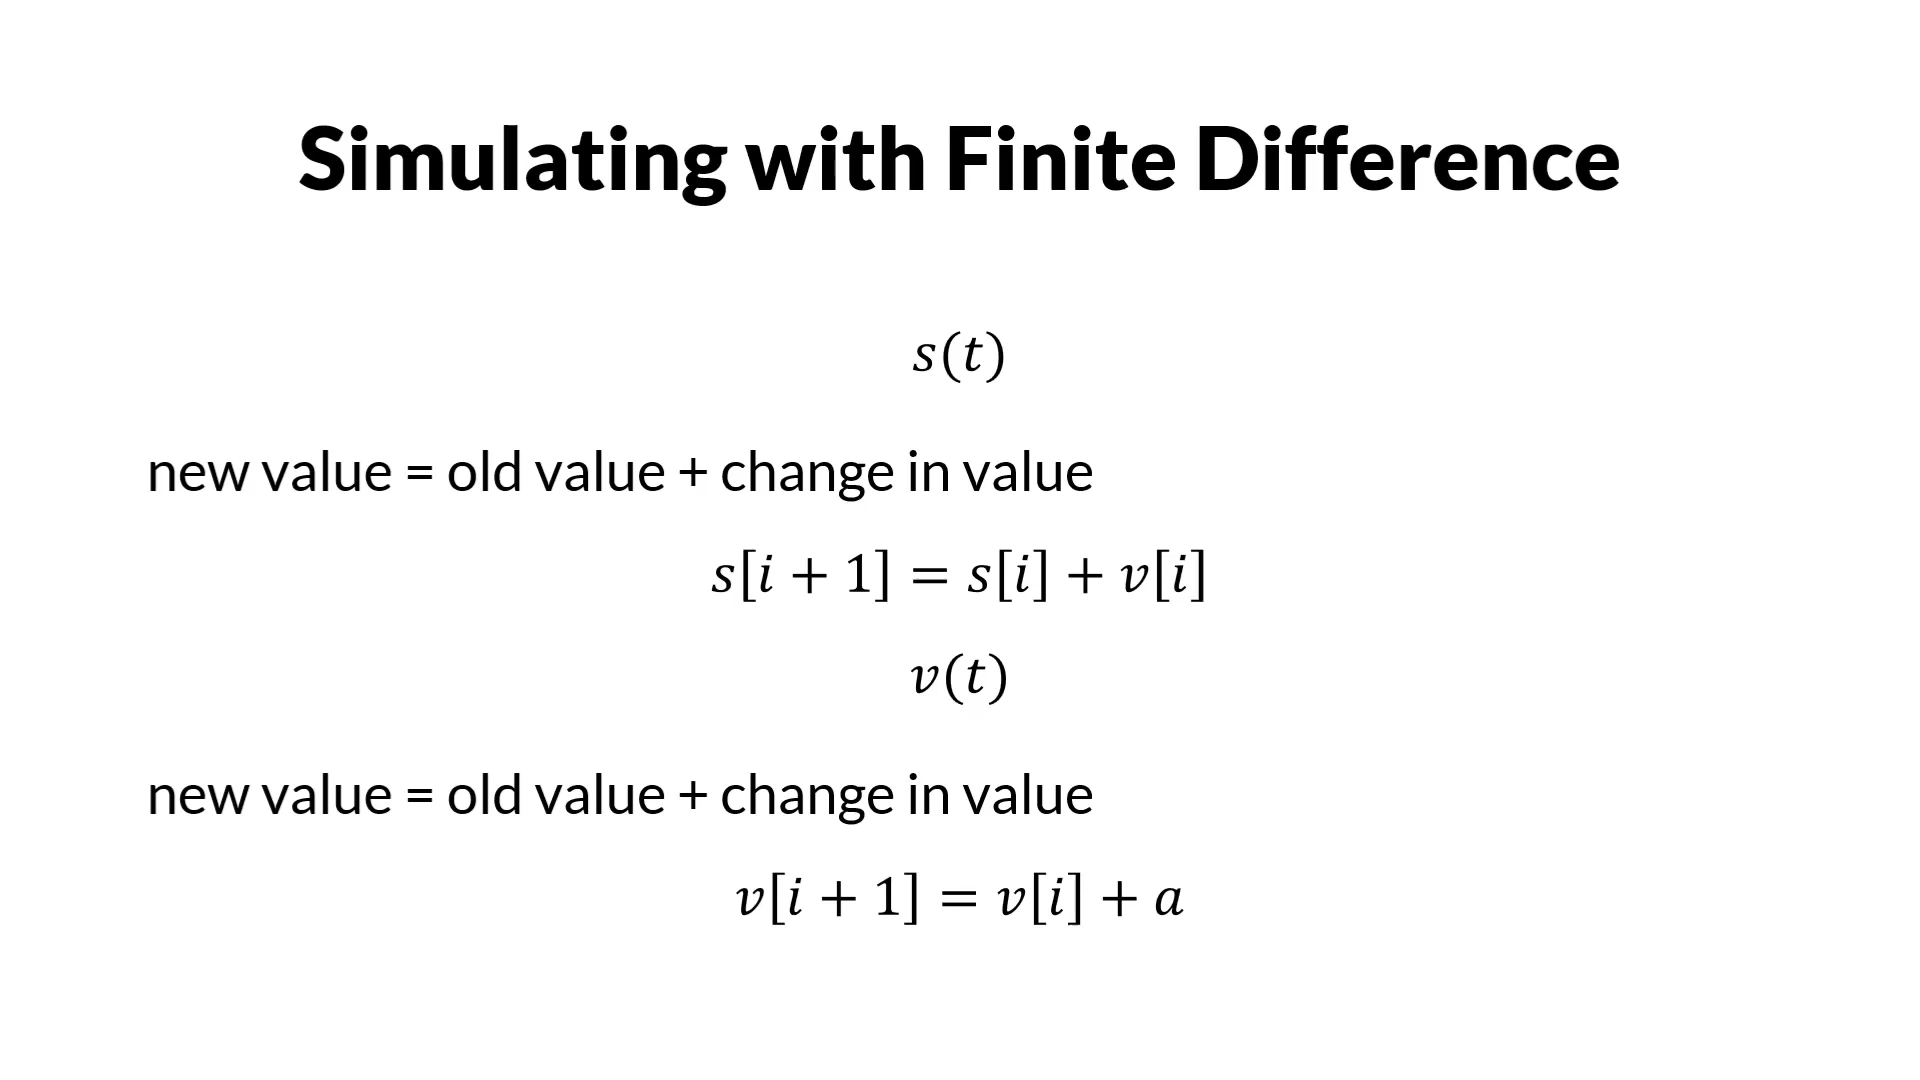 Simulating with Finite Difference
s(t)
new value = old value + change in value
s[i + 1] = s[i] + v[i]
v(t)
new value = old value + change in value
v[i + 1] = v[i] + a